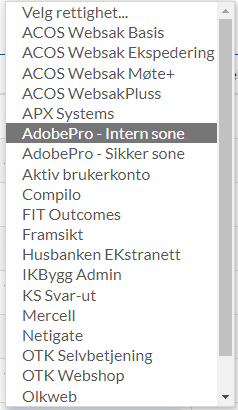 Velg rettighet...
ACOS Websak Basis
ACOS Websak Ekspedering
ACOS Websak Møte+
ACOS WebsakPluss
APX Systems
AdobePro - Intern sone
AdobePro - Sikker sone
Aktiv brukerkonto
Compilo
FIT Outcomes
Framsikt
Husbanken EKstranett
IKBygg Admin
KS Svar-ut
Mercell
Netigate
OTK Selvbetjening
OTK Webshop
Olkweb